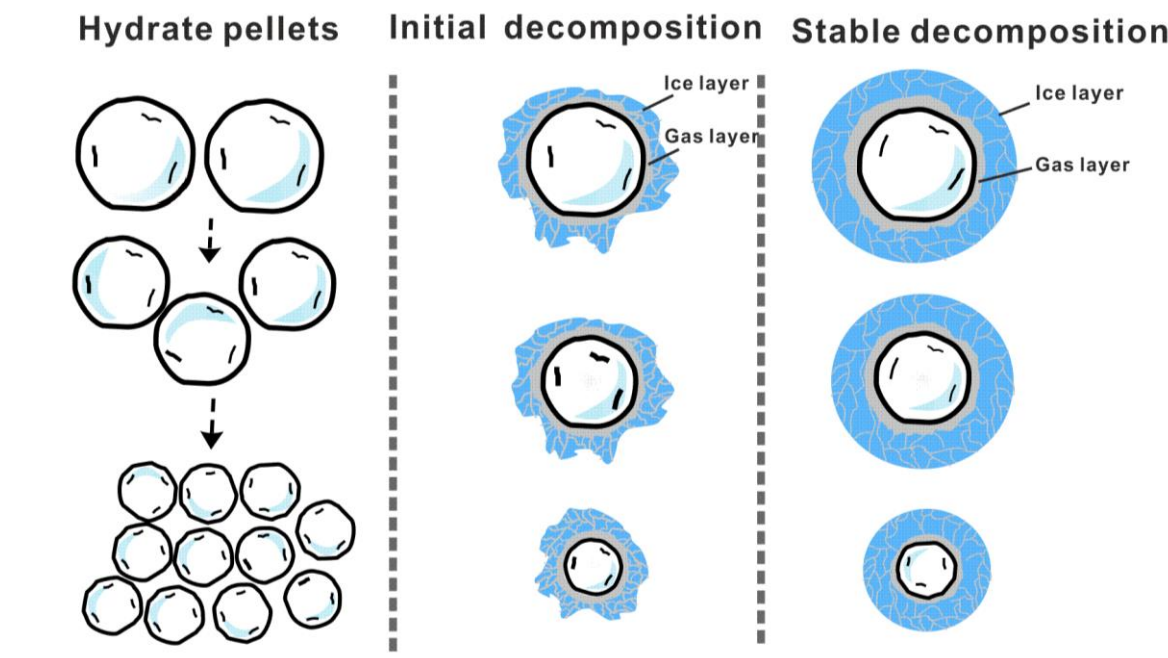 Hydrate pellets
Initial decomposition
Stable decomposition
Ice layer
Gas layer
Ice layer
Gas layer